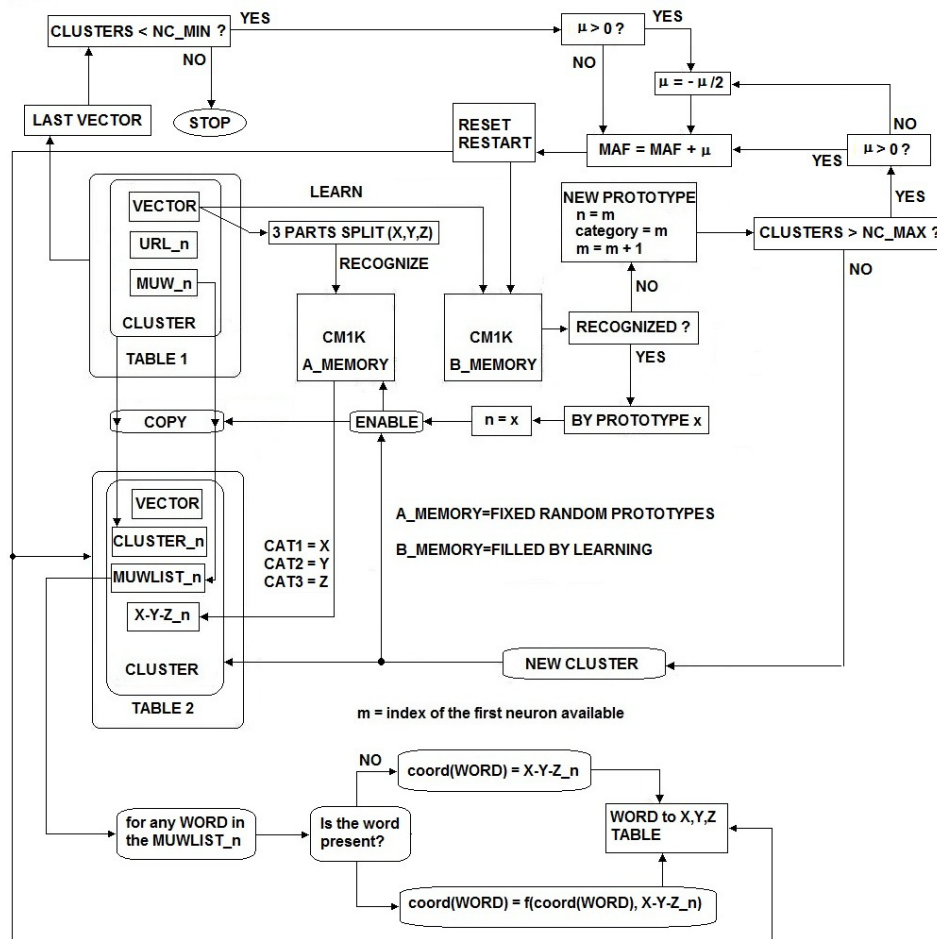 CLUSTERS < NC_MIN ?
YES
NO
μ > 0 ?
YES
NO
μ = - μ/2
LAST VECTOR
STOP
RESET
RESTART
MAF = MAF + μ
NO
YES
μ > 0 ?
YES
VECTOR
URL_n
MUW_n
CLUSTER
TABLE 1
LEARN
3 PARTS SPLIT (X,Y,Z)
RECOGNIZE
NEW PROTOTYPE
n = m
category = m
m = m + 1
CLUSTERS > NC_MAX ?
NO
NO
CM1K
A_MEMORY
CM1K
B_MEMORY
RECOGNIZED ?
YES
COPY
ENABLE
n = x
BY PROTOTYPE x
VECTOR
CLUSTER_n
MUWLIST_n
X-Y-Z_n
CLUSTER
TABLE 2
CAT1 = X
CAT2 = Y
CAT3 = Z
A_MEMORY=FIXED RANDOM PROTOTYPES
B_MEMORY=FILLED BY LEARNING
NEW CLUSTER
m = index of the first neuron available
NO
coord(WORD) = X-Y-Z_n
for any WORD in
the MUWLIST_n
Is the word
present?
WORD to X,Y,Z
TABLE
coord(WORD) = f(coord(WORD), X-Y-Z_n)